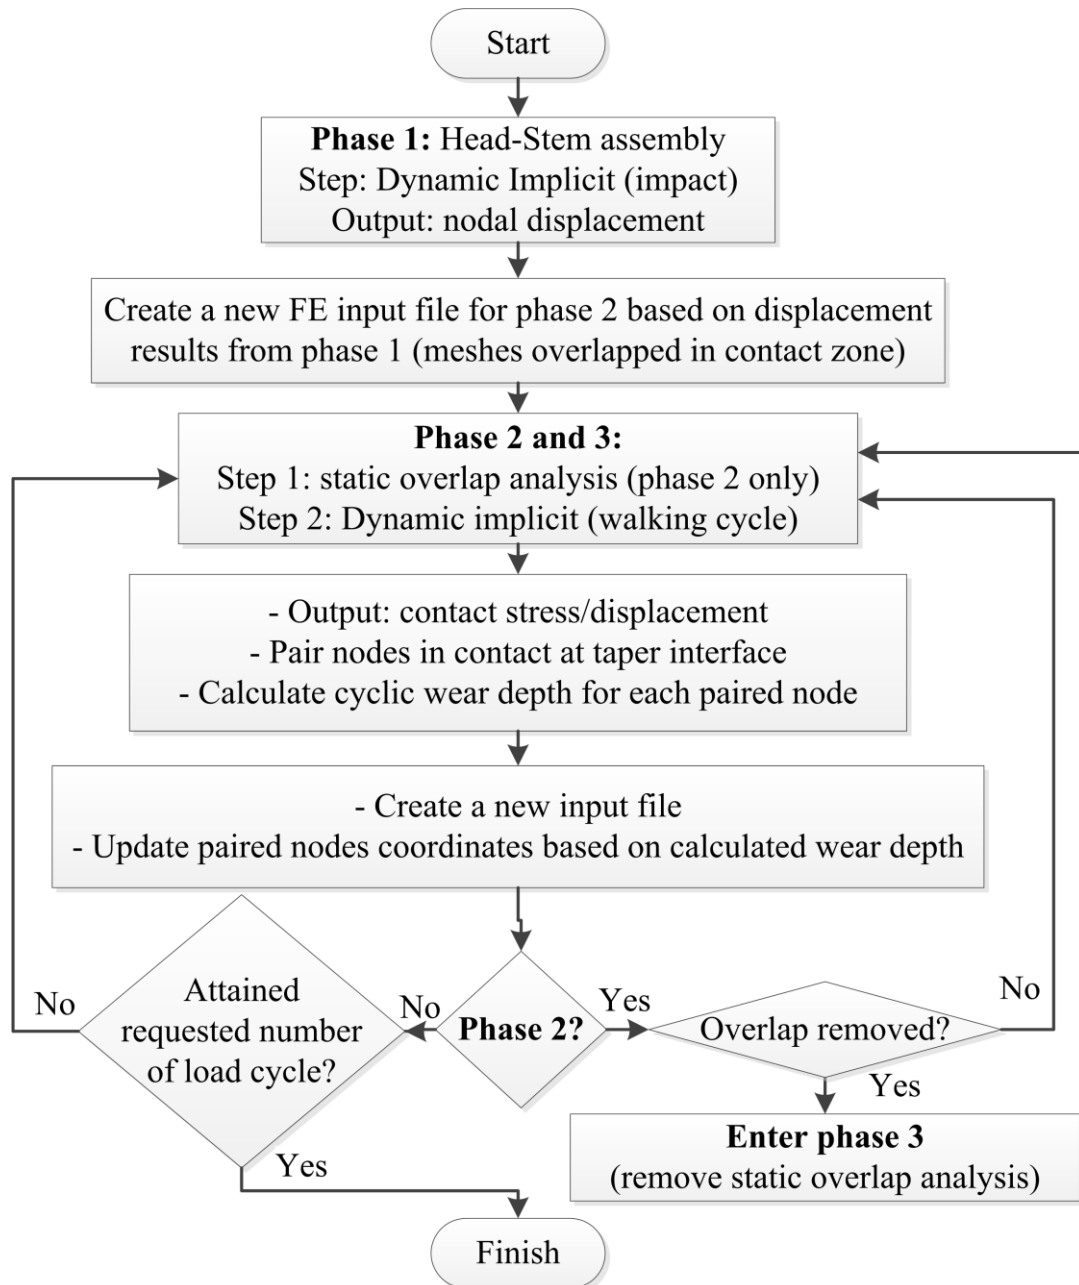 Start
Phase 1: Head-Stem assembly
Step: Dynamic Implicit (impact)
Output: nodal displacement
Create a new FE input file for phase 2 based on displacement
results from phase 1 (meshes overlapped in contact zone)
Phase 2 and 3:
Step 1: static overlap analysis (phase 2 only)
Step 2: Dynamic implicit (walking cycle)
- Output: contact stress/displacement
- Pair nodes in contact at taper interface
- Calculate cyclic wear depth for each paired node
- Create a new input file
- Update paired nodes coordinates based on calculated wear depth
No
Attained
requested number
of load cycle?
No
Phase 2?
Yes
Overlap removed?
No
Yes
Enter phase 3
(remove static overlap analysis)
Yes
Finish